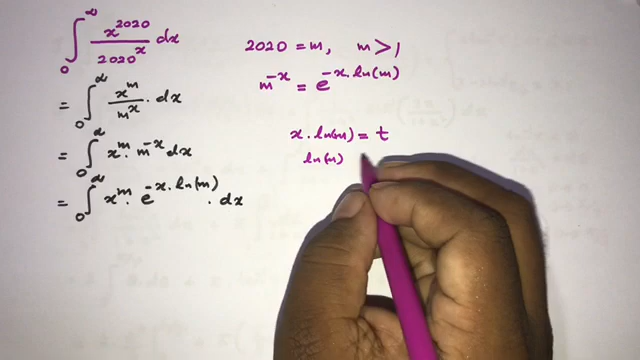 ∫₀^∞ x^2020 / 2020^x dx
= ∫₀^∞ x^m / m^x · dx
= ∫₀^∞ x^m · m^-x dx
= ∫₀^∞ x^m · e^-x·ln(m) · dx
2020 = m, m > 1
m^-x = e^-x·ln(m)
x · ln(m) = t
ln(m)